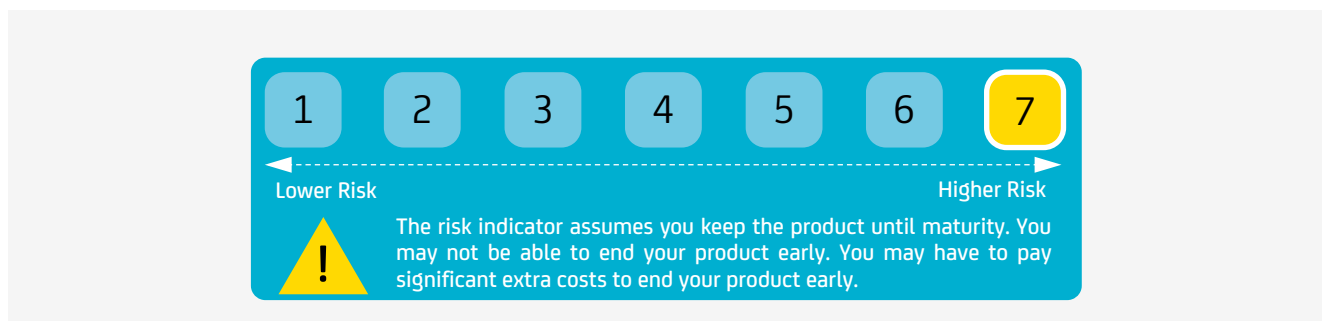 1 2 3 4 5 6 7
Lower Risk Higher Risk
The risk indicator assumes you keep the product until maturity. You
may not be able to end your product early. You may have to pay
! significant extra costs to end your product early.